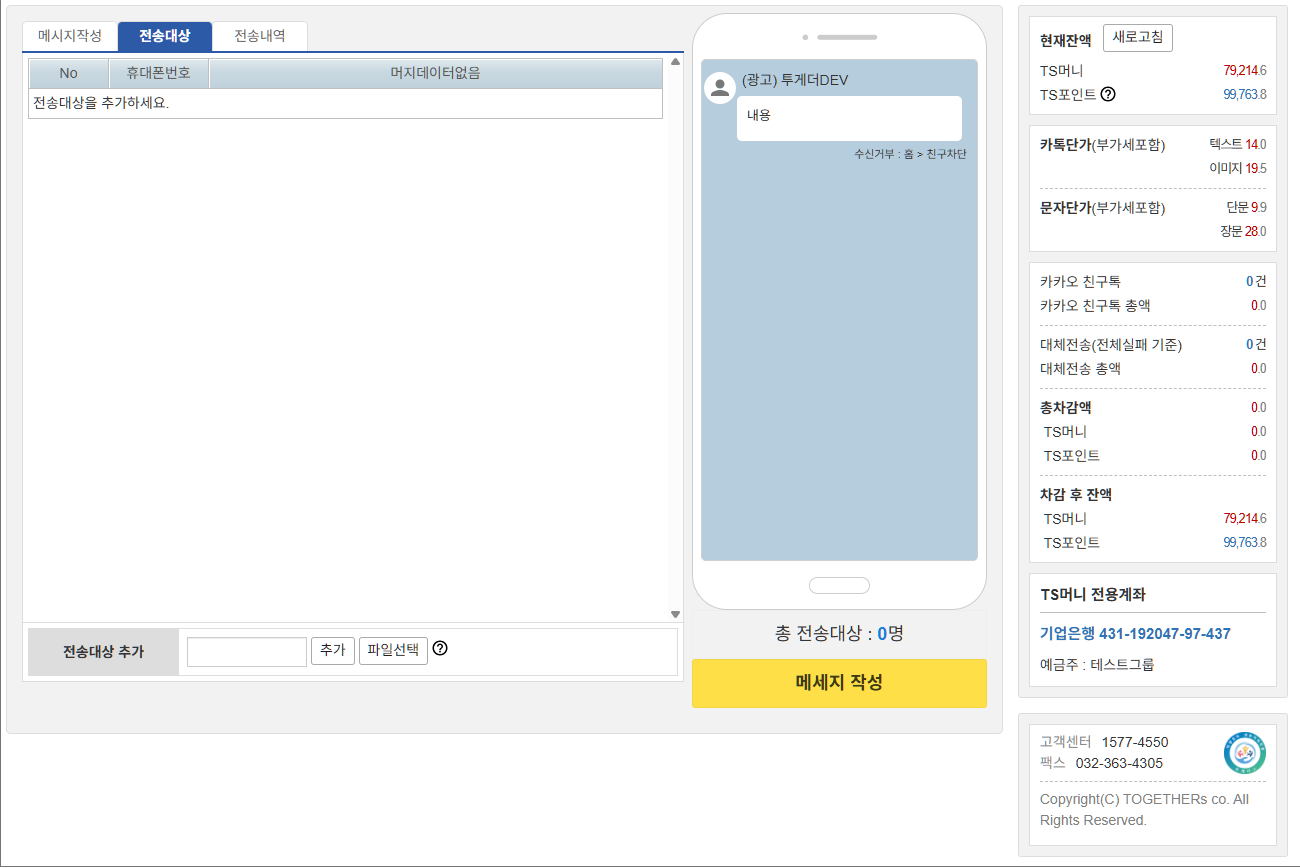 메시지작성 전송대상 전송내역
No 휴대폰번호 머지데이터없음
전송대상을 추가하세요.
전송대상 추가 추가 파일선택
(광고) 투게더DEV
내용
수신거부 : 홈 > 친구차단
총 전송대상 : 0명
메세지 작성
현재잔액 새로고침
TS머니 79,214.6
TS포인트 99,763.8
카톡단가(부가세포함) 텍스트 14.0
이미지 19.5
문자단가(부가세포함) 단문 9.9
장문 28.0
카카오 친구톡 0 건
카카오 친구톡 총액 0.0
대체전송(전체실패 기준) 0 건
대체전송 총액 0.0
총차감액 0.0
TS머니 0.0
TS포인트 0.0
차감 후 잔액
TS머니 79,214.6
TS포인트 99,763.8
TS머니 전용계좌
기업은행 431-192047-97-437
예금주 : 테스트그룹
고객센터 1577-4550
팩스 032-363-4305
Copyright(C) TOGETHERs co. All
Rights Reserved.